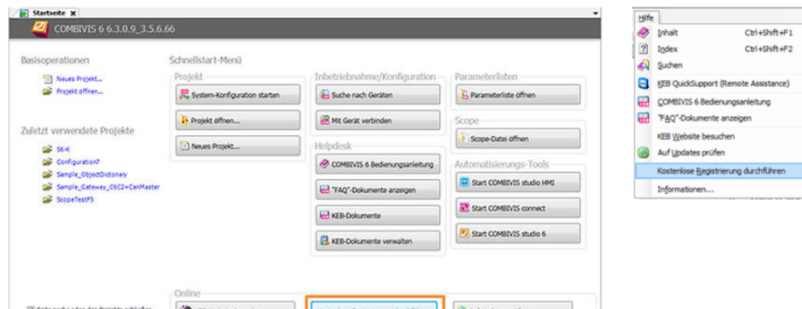 Startseite
COMBIVIS 6 6.3.0.9_3.5.6.66
Basisoperationen
Neues Projekt...
Projekt öffnen...
Zuletzt verwendete Projekte
S6-K
Configuration7
Sample_ObjectDictonary
Sample_Gateway_C6C2+CanMaster
ScopeTestF5
Schnellstart-Menü
Projekt
System-Konfiguration starten
Projekt öffnen...
Neues Projekt...
Inbetriebnahme/Konfiguration
Suche nach Geräten
Mit Gerät verbinden
Helpdesk
COMBIVIS 6 Bedienungsanleitung
"FAQ"-Dokumente anzeigen
KEB-Dokumente
KEB-Dokumente verwalten
Parameterlisten
Parameterliste öffnen
Scope
Scope-Datei öffnen
Automatisierungs-Tools
Start COMBIVIS studio HMI
Start COMBIVIS connect
Start COMBIVIS studio 6
Online
Hilfe
Inhalt Ctrl+Shift+F1
Index Ctrl+Shift+F2
Suchen
KEB QuickSupport (Remote Assistance)
COMBIVIS 6 Bedienungsanleitung
"FAQ"-Dokumente anzeigen
KEB Website besuchen
Auf Updates prüfen
Kostenlose Registrierung durchführen
Informationen...